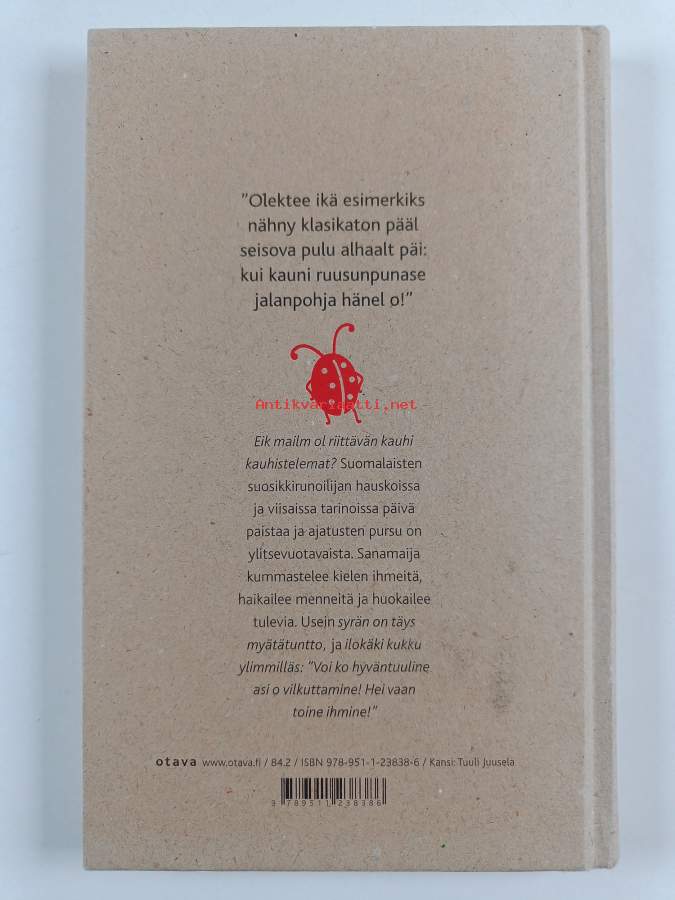 ”Olektee ikä esimerkiks
nähny klasikaton pääl
seisova pulu alhaalt päi:
kui kauni ruusunpunase
jalanpohja hänel o!”
Antikvariaatti.net
Eik mailm ol riittävän kauhi
kauhistelemat? Suomalaisten
suosikkirunoilijan hauskoissa
ja viisaissa tarinoissa päivä
paistaa ja ajatusten pursu on
ylitsevuotavaista. Sanamaija
kummastelee kielen ihmeitä,
haikailee menneitä ja huokailee
tulevia. Usein syrän on täys
myätätuntto, ja ilokäki kukku
ylimmilläs: ”Voi ko hyväntuuline
asi o vilkuttamine! Hei vaan
toine ihmine!”
otava www.otava.fi / 84.2 / ISBN 978-951-1-23838-6 / Kansi: Tuuli Juusela
9 789511 238386